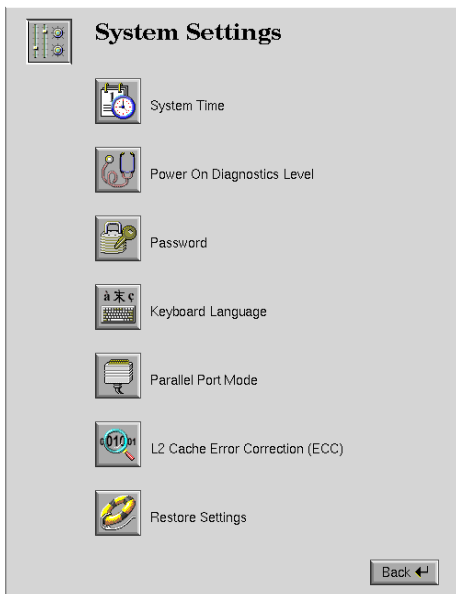 System Settings
System Time
Power On Diagnostics Level
Password
à 木 ç
Keyboard Language
Parallel Port Mode
L2 Cache Error Correction (ECC)
Restore Settings
Back